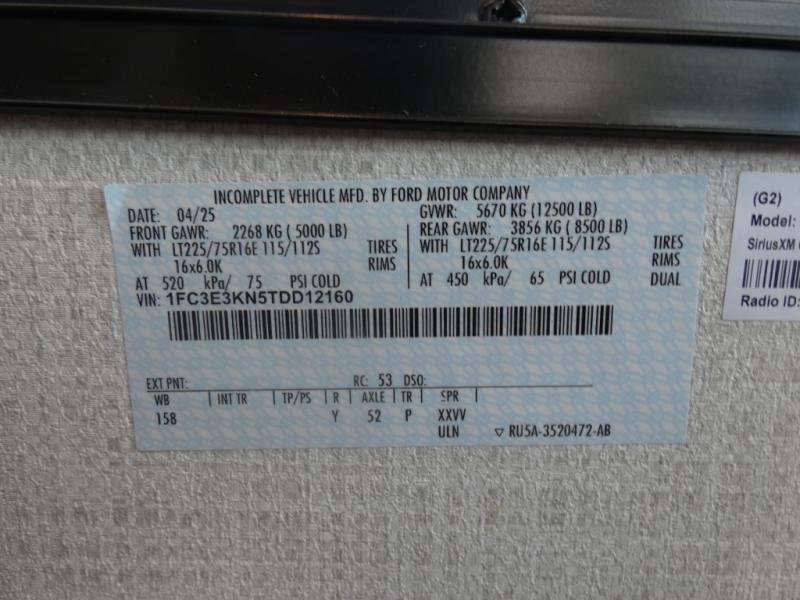 INCOMPLETE VEHICLE MFD. BY FORD MOTOR COMPANY
DATE: 04/25
GVWR: 5670 KG (12500 LB)
FRONT GAWR: 2268 KG ( 5000 LB)
REAR GAWR: 3856 KG ( 8500 LB)
WITH LT225/75R16E 115/112S TIRES
WITH LT225/75R16E 115/112S TIRES
16x6.0K RIMS
16x6.0K RIMS
AT 520 kPa/ 75 PSI COLD
AT 450 kPa/ 65 PSI COLD DUAL
VIN: 1FC3E3KN5TDD12160
EXT PNT: RC: 53 DSO:
WB INT TR TP/PS R AXLE TR SPR
158 Y 52 P XXVV
ULN ▽ RU5A-3520472-AB
(G2)
Model:
SiriusXM
Radio ID: